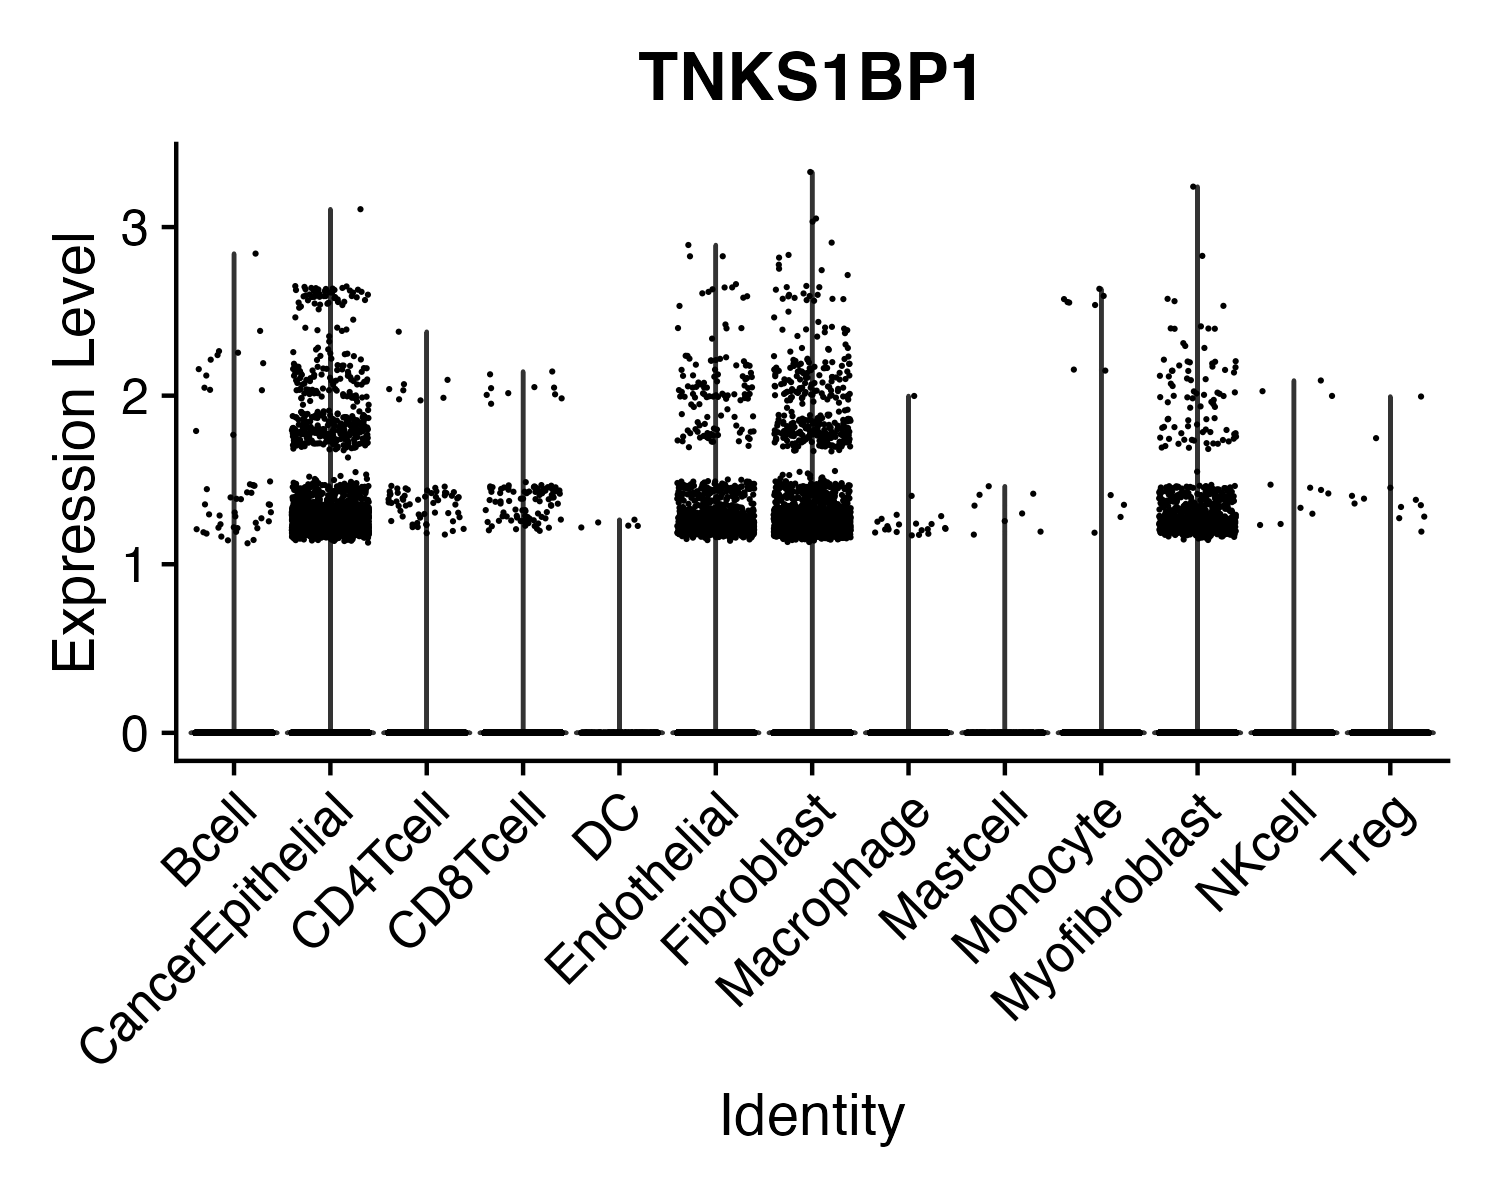 TNKS1BP1
Expression Level
3
2
1
0
Bcell
CancerEpithelial
CD4Tcell
CD8Tcell
DC
Endothelial
Fibroblast
Macrophage
Mastcell
Monocyte
Myofibroblast
NKcell
Treg
Identity